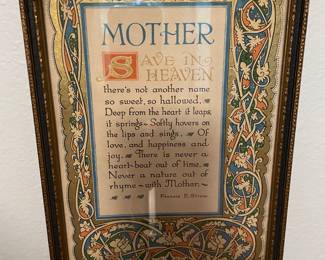 MOTHER
SAVE IN
HEAVEN
there's not another name
so sweet, so hallowed.
Deep from the heart it leaps,
it springs- Softly hovers on
the lips and sings. Of
love, and happiness and
joy. There is never a
heart-beat out of time.
Never a nature out of
rhyme-with Mother.
Francis E.